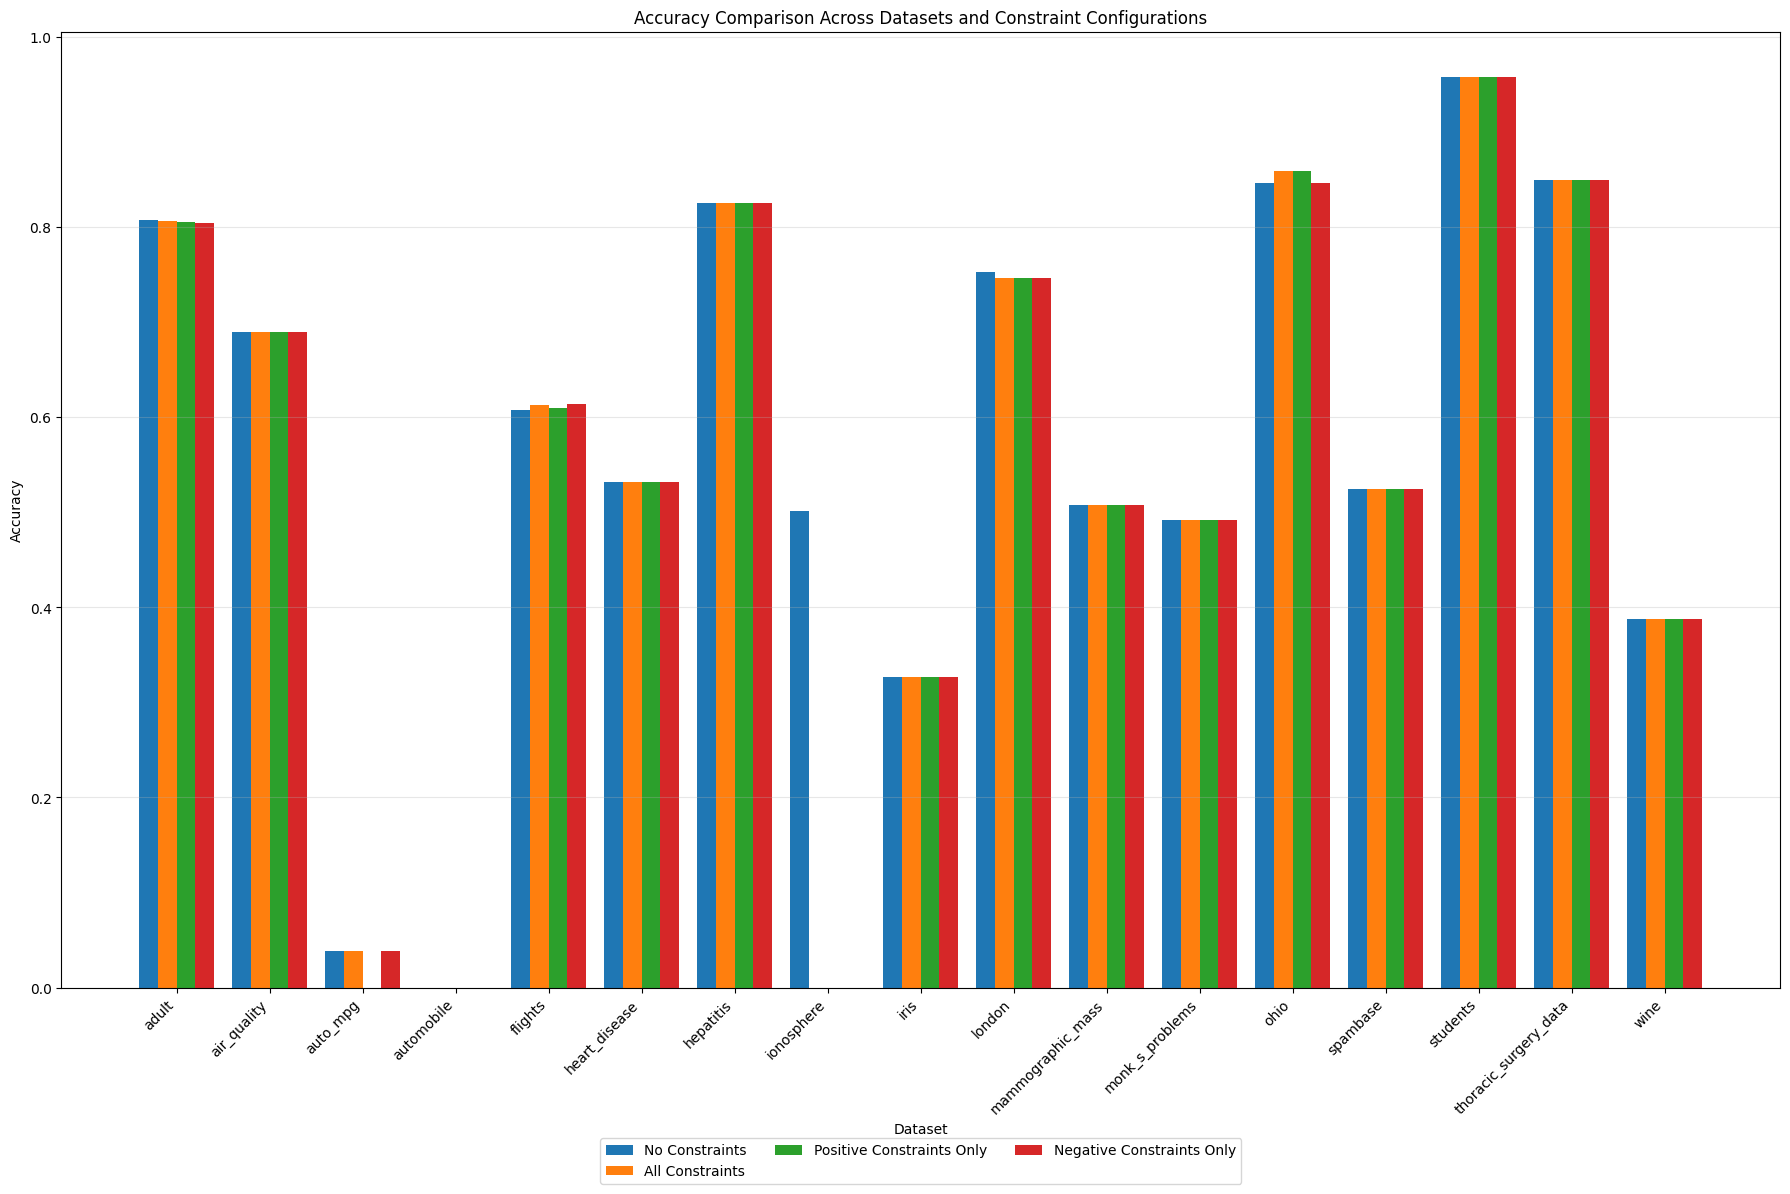 Accuracy Comparison Across Datasets and Constraint Configurations
1.0
0.8
0.6
0.4
0.2
0.0
Accuracy
adult
air_quality
auto_mpg
automobile
flights
heart_disease
hepatitis
ionosphere
iris
london
mammographic_mass
monk_s_problems
ohio
spambase
students
thoracic_surgery_data
wine
Dataset
No Constraints
All Constraints
Positive Constraints Only
Negative Constraints Only